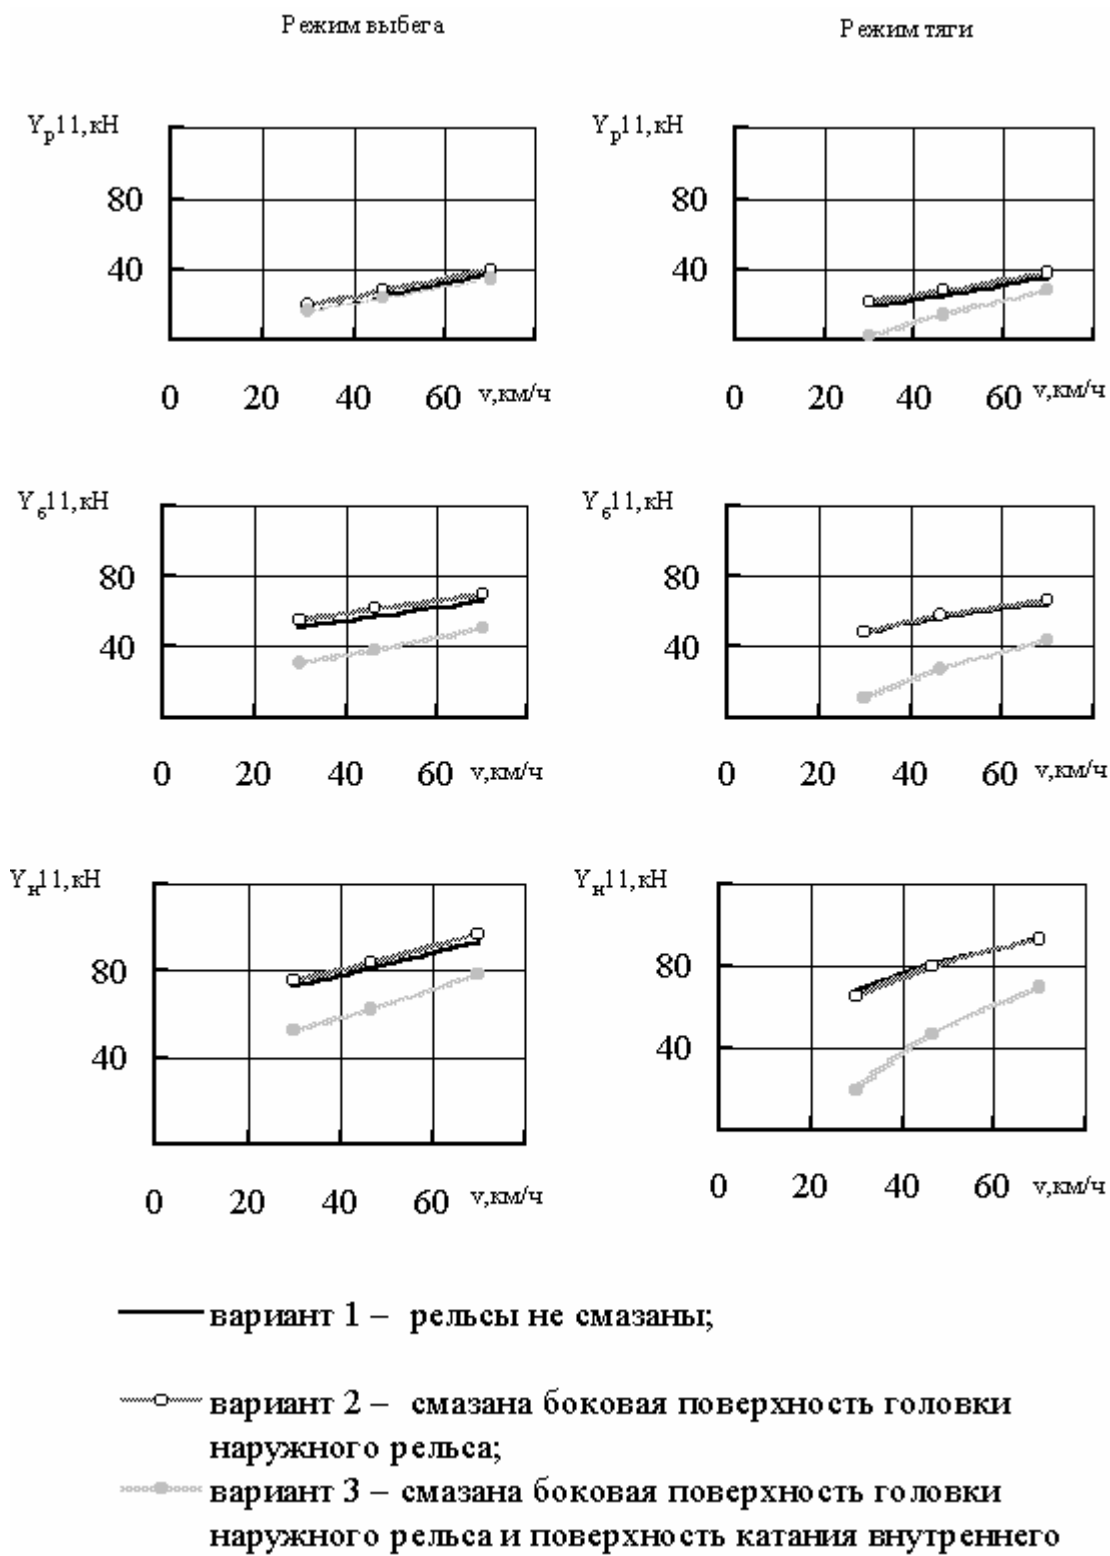 Режим выбега Режим тяги
Yр11,кН Yр11,кН
80 80
40 40
0 20 40 60 v,км/ч 0 20 40 60 v,км/ч
Yб11,кН Yб11,кН
80 80
40 40
0 20 40 60 v,км/ч 0 20 40 60 v,км/ч
Yн11,кН Yн11,кН
80 80
40 40
0 20 40 60 v,км/ч 0 20 40 60 v,км/ч
вариант 1 – рельсы не смазаны;
вариант 2 – смазана боковая поверхность головки
наружного рельса;
вариант 3 – смазана боковая поверхность головки
наружного рельса и поверхность катания внутреннего